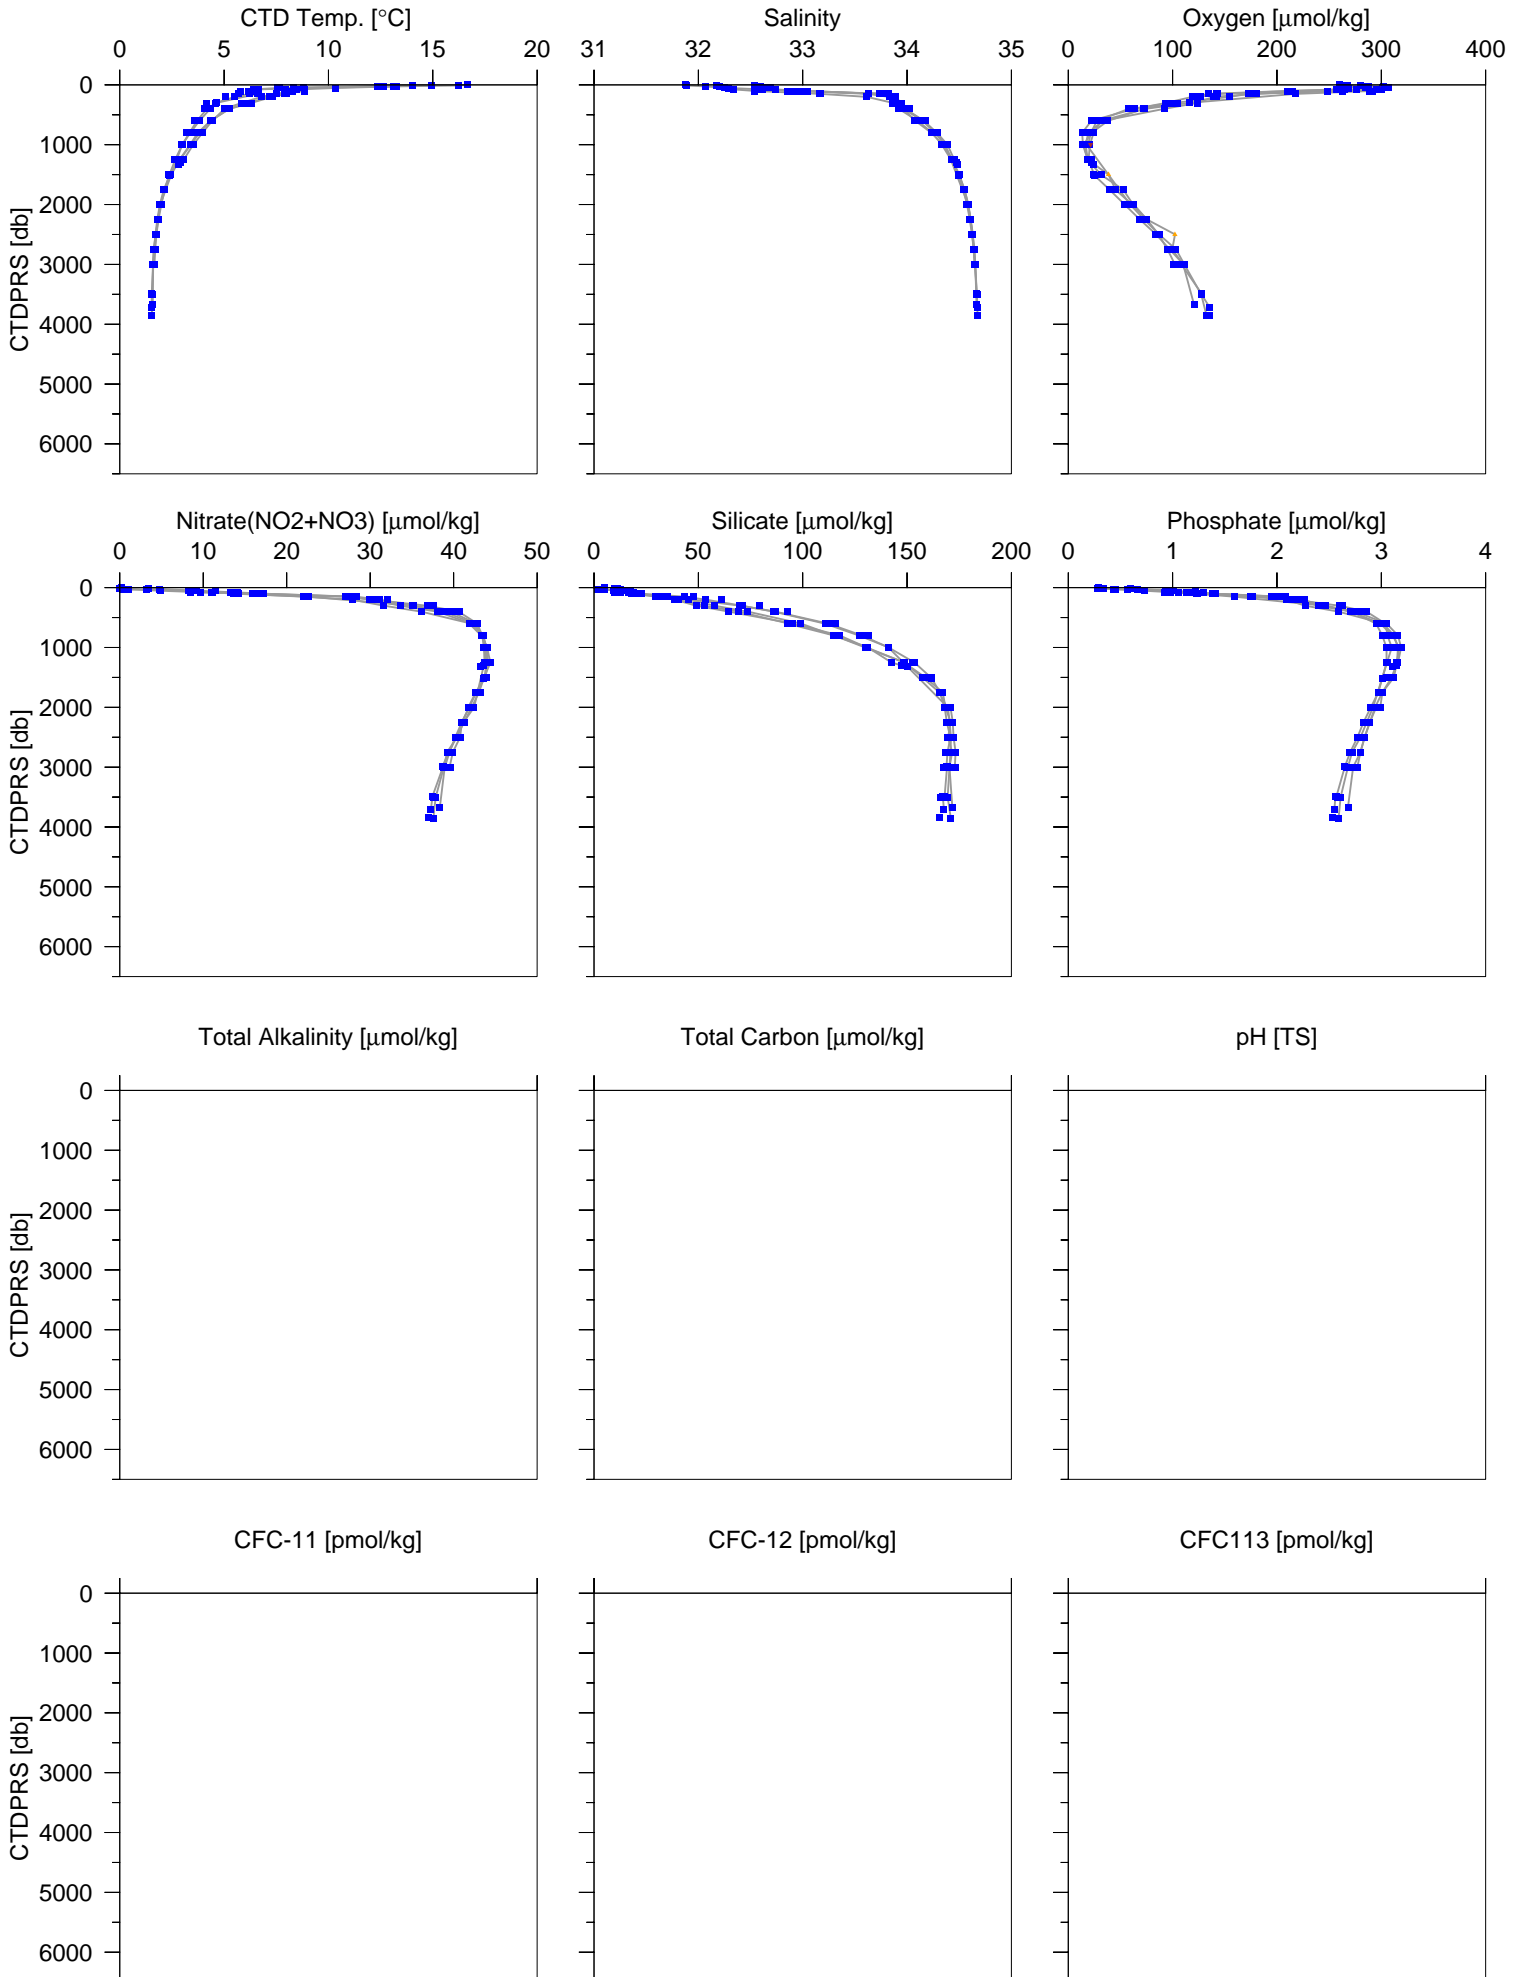 CTD Temp. [°C] Salinity Oxygen [μmol/kg]
0 5 10 15 20 31 32 33 34 35 0 100 200 300 400
0
1000
2000
3000
4000
5000
6000
CTDPRS [db]
Nitrate(NO2+NO3) [μmol/kg] Silicate [μmol/kg] Phosphate [μmol/kg]
0 10 20 30 40 50 0 50 100 150 200 0 1 2 3 4
0
1000
2000
3000
4000
5000
6000
CTDPRS [db]
Total Alkalinity [μmol/kg] Total Carbon [μmol/kg] pH [TS]
0
1000
2000
3000
4000
5000
6000
CTDPRS [db]
CFC-11 [pmol/kg] CFC-12 [pmol/kg] CFC113 [pmol/kg]
0
1000
2000
3000
4000
5000
6000
CTDPRS [db]